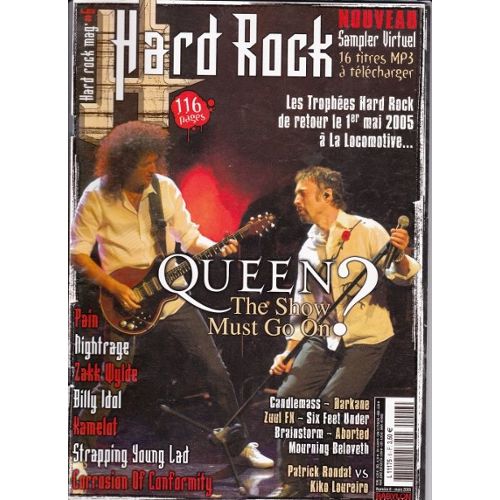 Hard rock mag' #6
Hard Rock
NOUVEAU
Sampler Virtuel
16 titres MP3
à télécharger
116
pages
Les Trophées Hard Rock
de retour le 1er mai 2005
à La Locomotive...
QUEEN?
The Show
Must Go On
Pain
Nightrage
Zakk Wylde
Billy Idol
Kamelot
Strapping Young Lad
Corrosion Of Conformity
Candlemass - Darkane
Zuul FX - Six Feet Under
Brainstorm - Aborted
Mourning Beloveth
Patrick Rondat vs
Kiko Loureiro